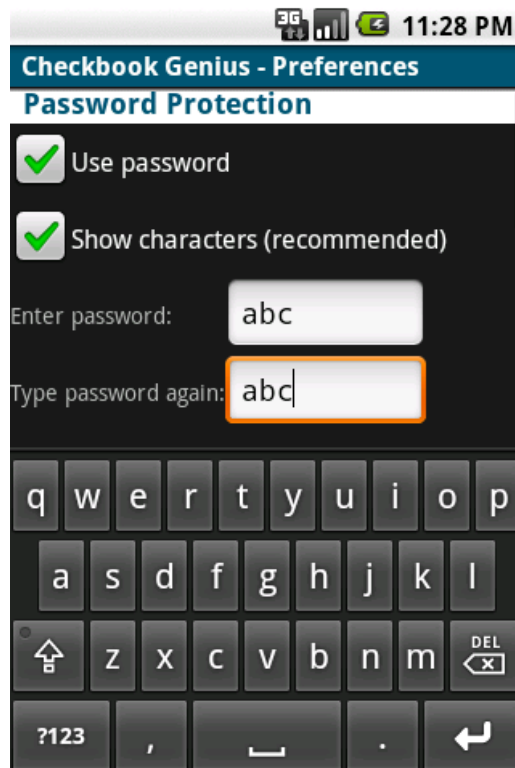 3G 11:28 PM
Checkbook Genius - Preferences
Password Protection
Use password
Show characters (recommended)
Enter password: abc
Type password again: abc
q w e r t y u i o p
a s d f g h j k l
z x c v b n m DEL
?123 , .